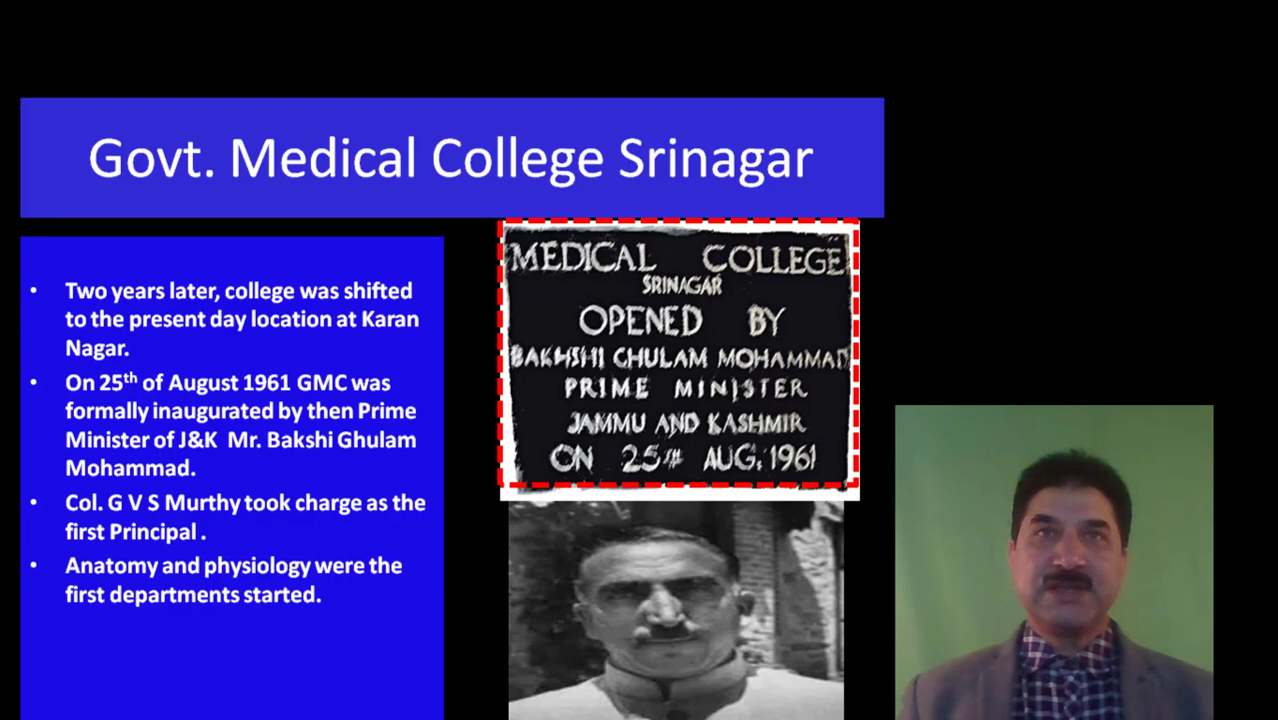 Govt. Medical College Srinagar
• Two years later, college was shifted
to the present day location at Karan
Nagar.
• On 25th of August 1961 GMC was
formally inaugurated by then Prime
Minister of J&K Mr. Bakshi Ghulam
Mohammad.
• Col. G V S Murthy took charge as the
first Principal .
• Anatomy and physiology were the
first departments started.
MEDICAL COLLEGE
SRINAGAR
OPENED BY
BAKHSHI GHULAM MOHAMMAD
PRIME MINISTER
JAMMU AND KASHMIR
ON 25TH AUG. 1961